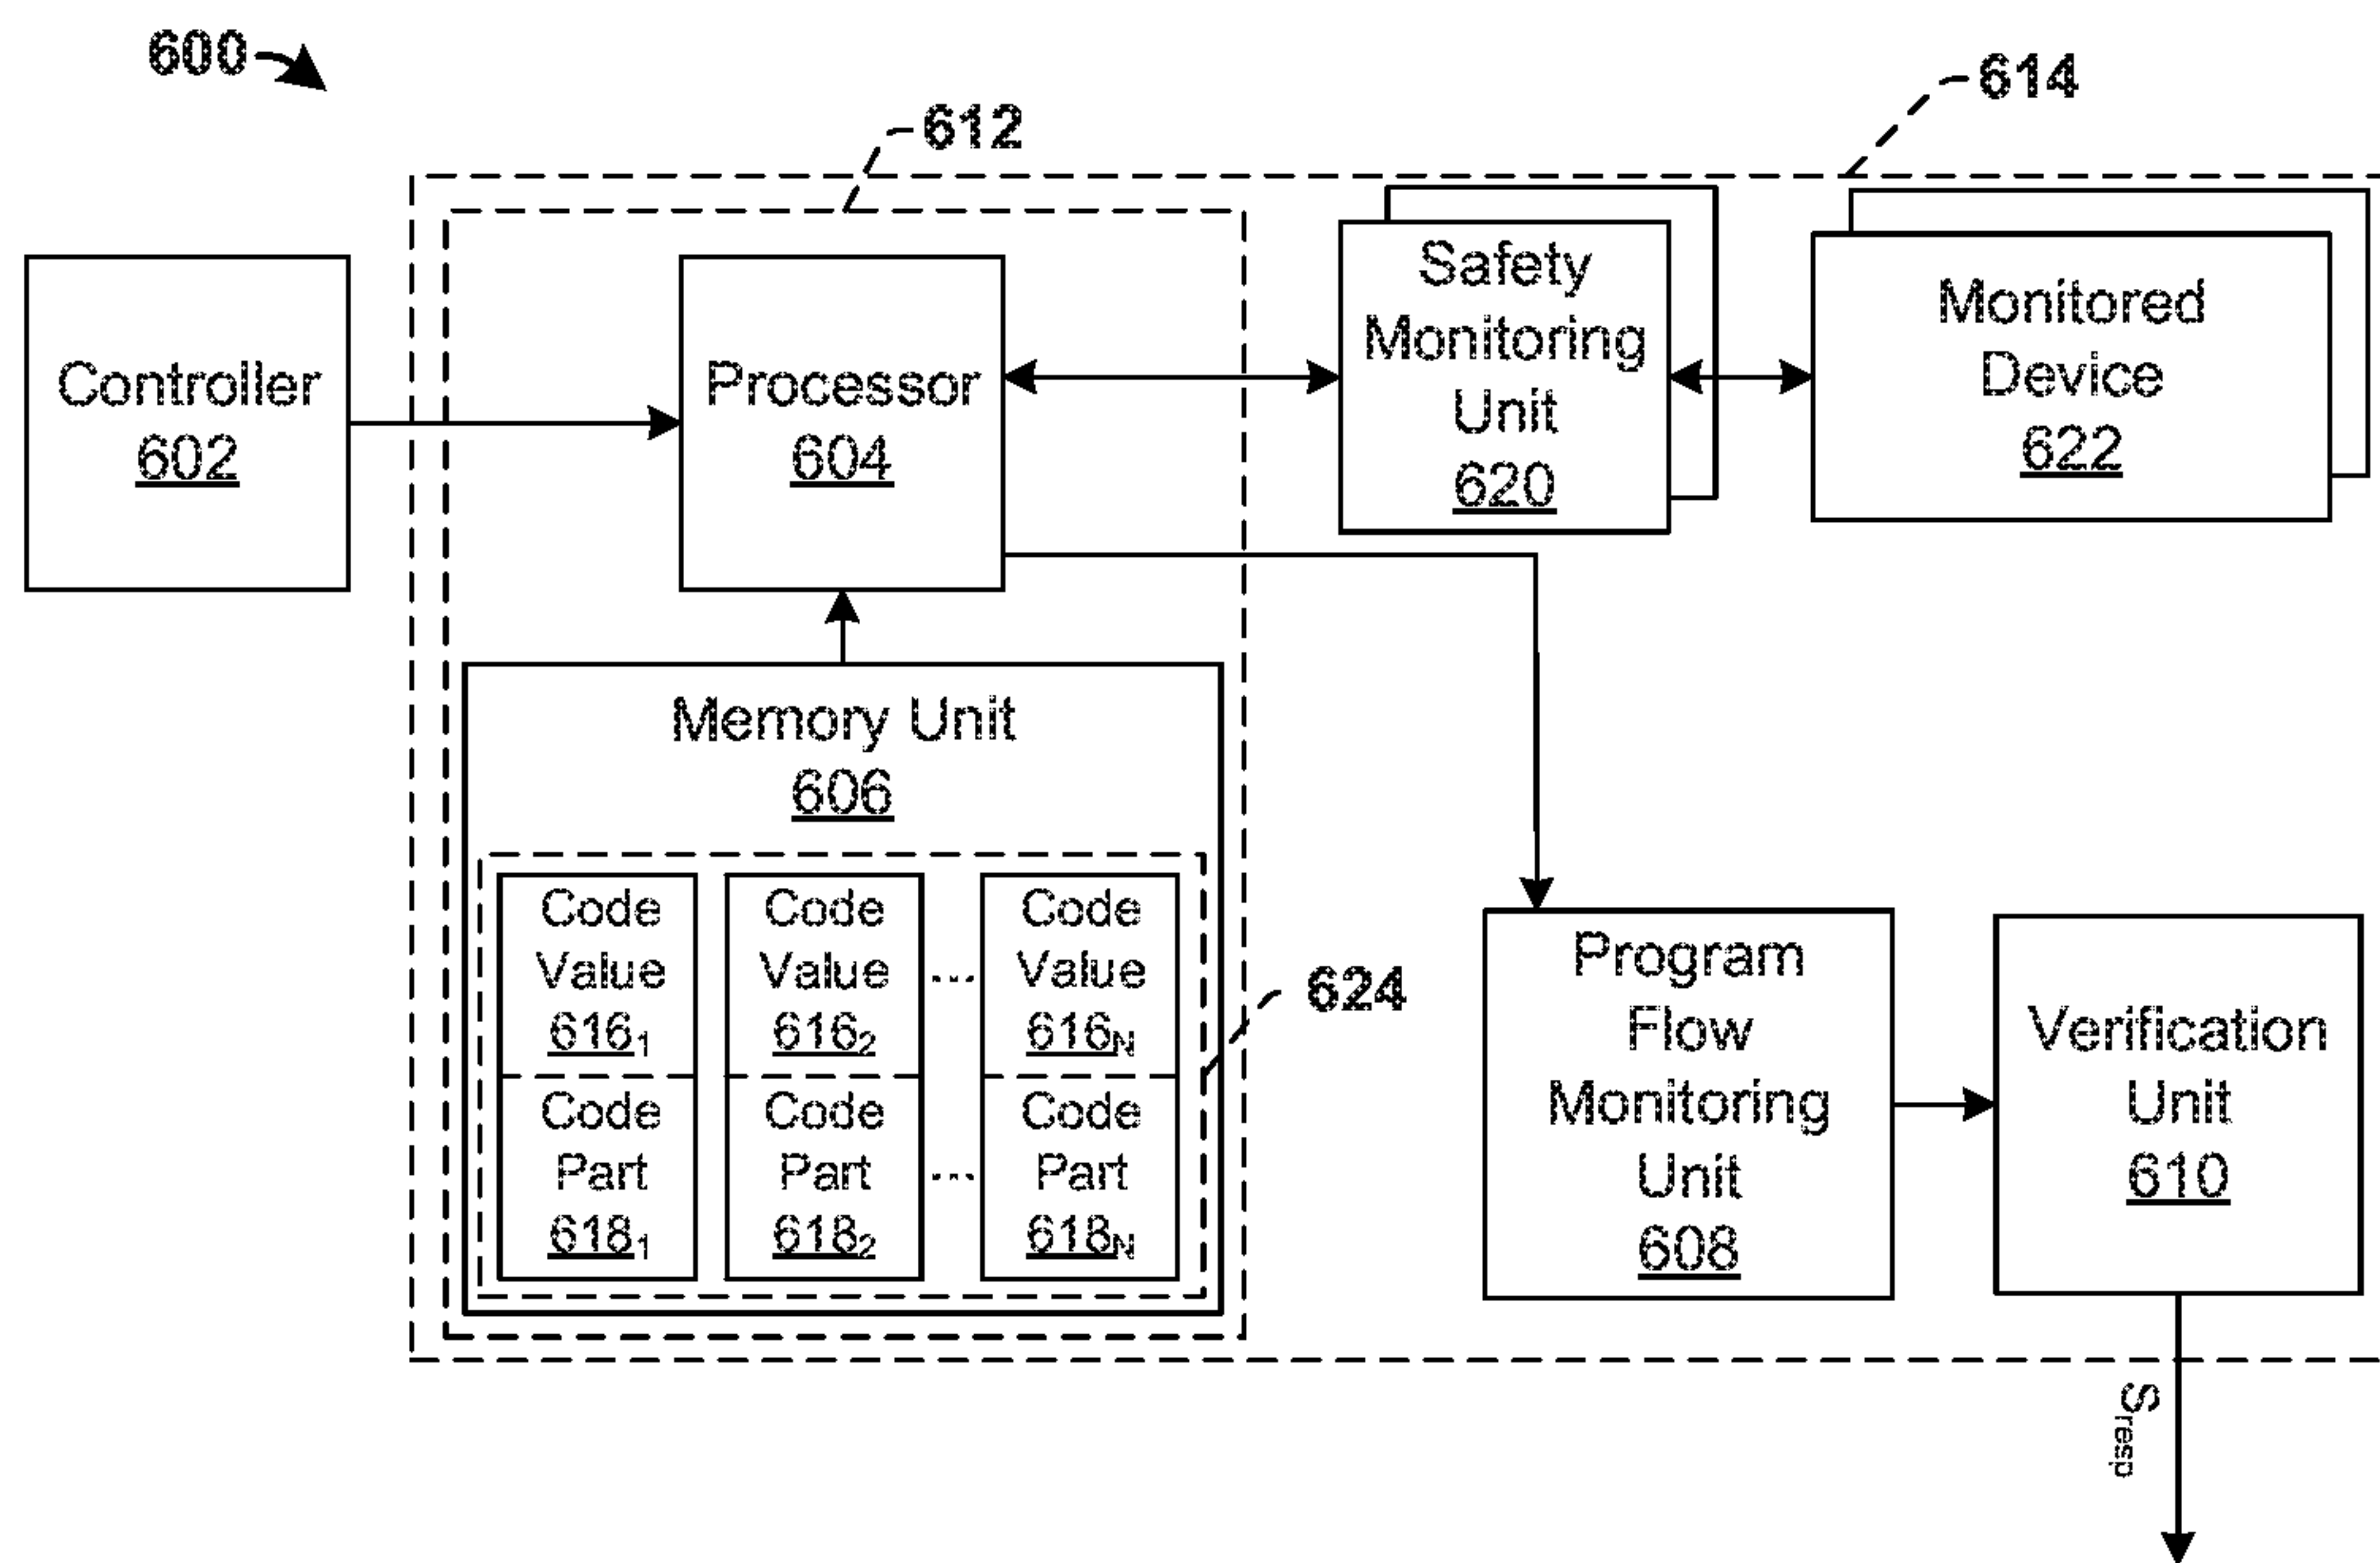 600
612
614
Controller
602
Processor
604
Safety
Monitoring
Unit
620
Monitored
Device
622
Memory Unit
606
Code
Value
616₁
Code
Value
616₂
...
Code
Value
616N
Code
Part
618₁
Code
Part
618₂
...
Code
Part
618N
624
Program
Flow
Monitoring
Unit
608
Verification
Unit
610
Sresp